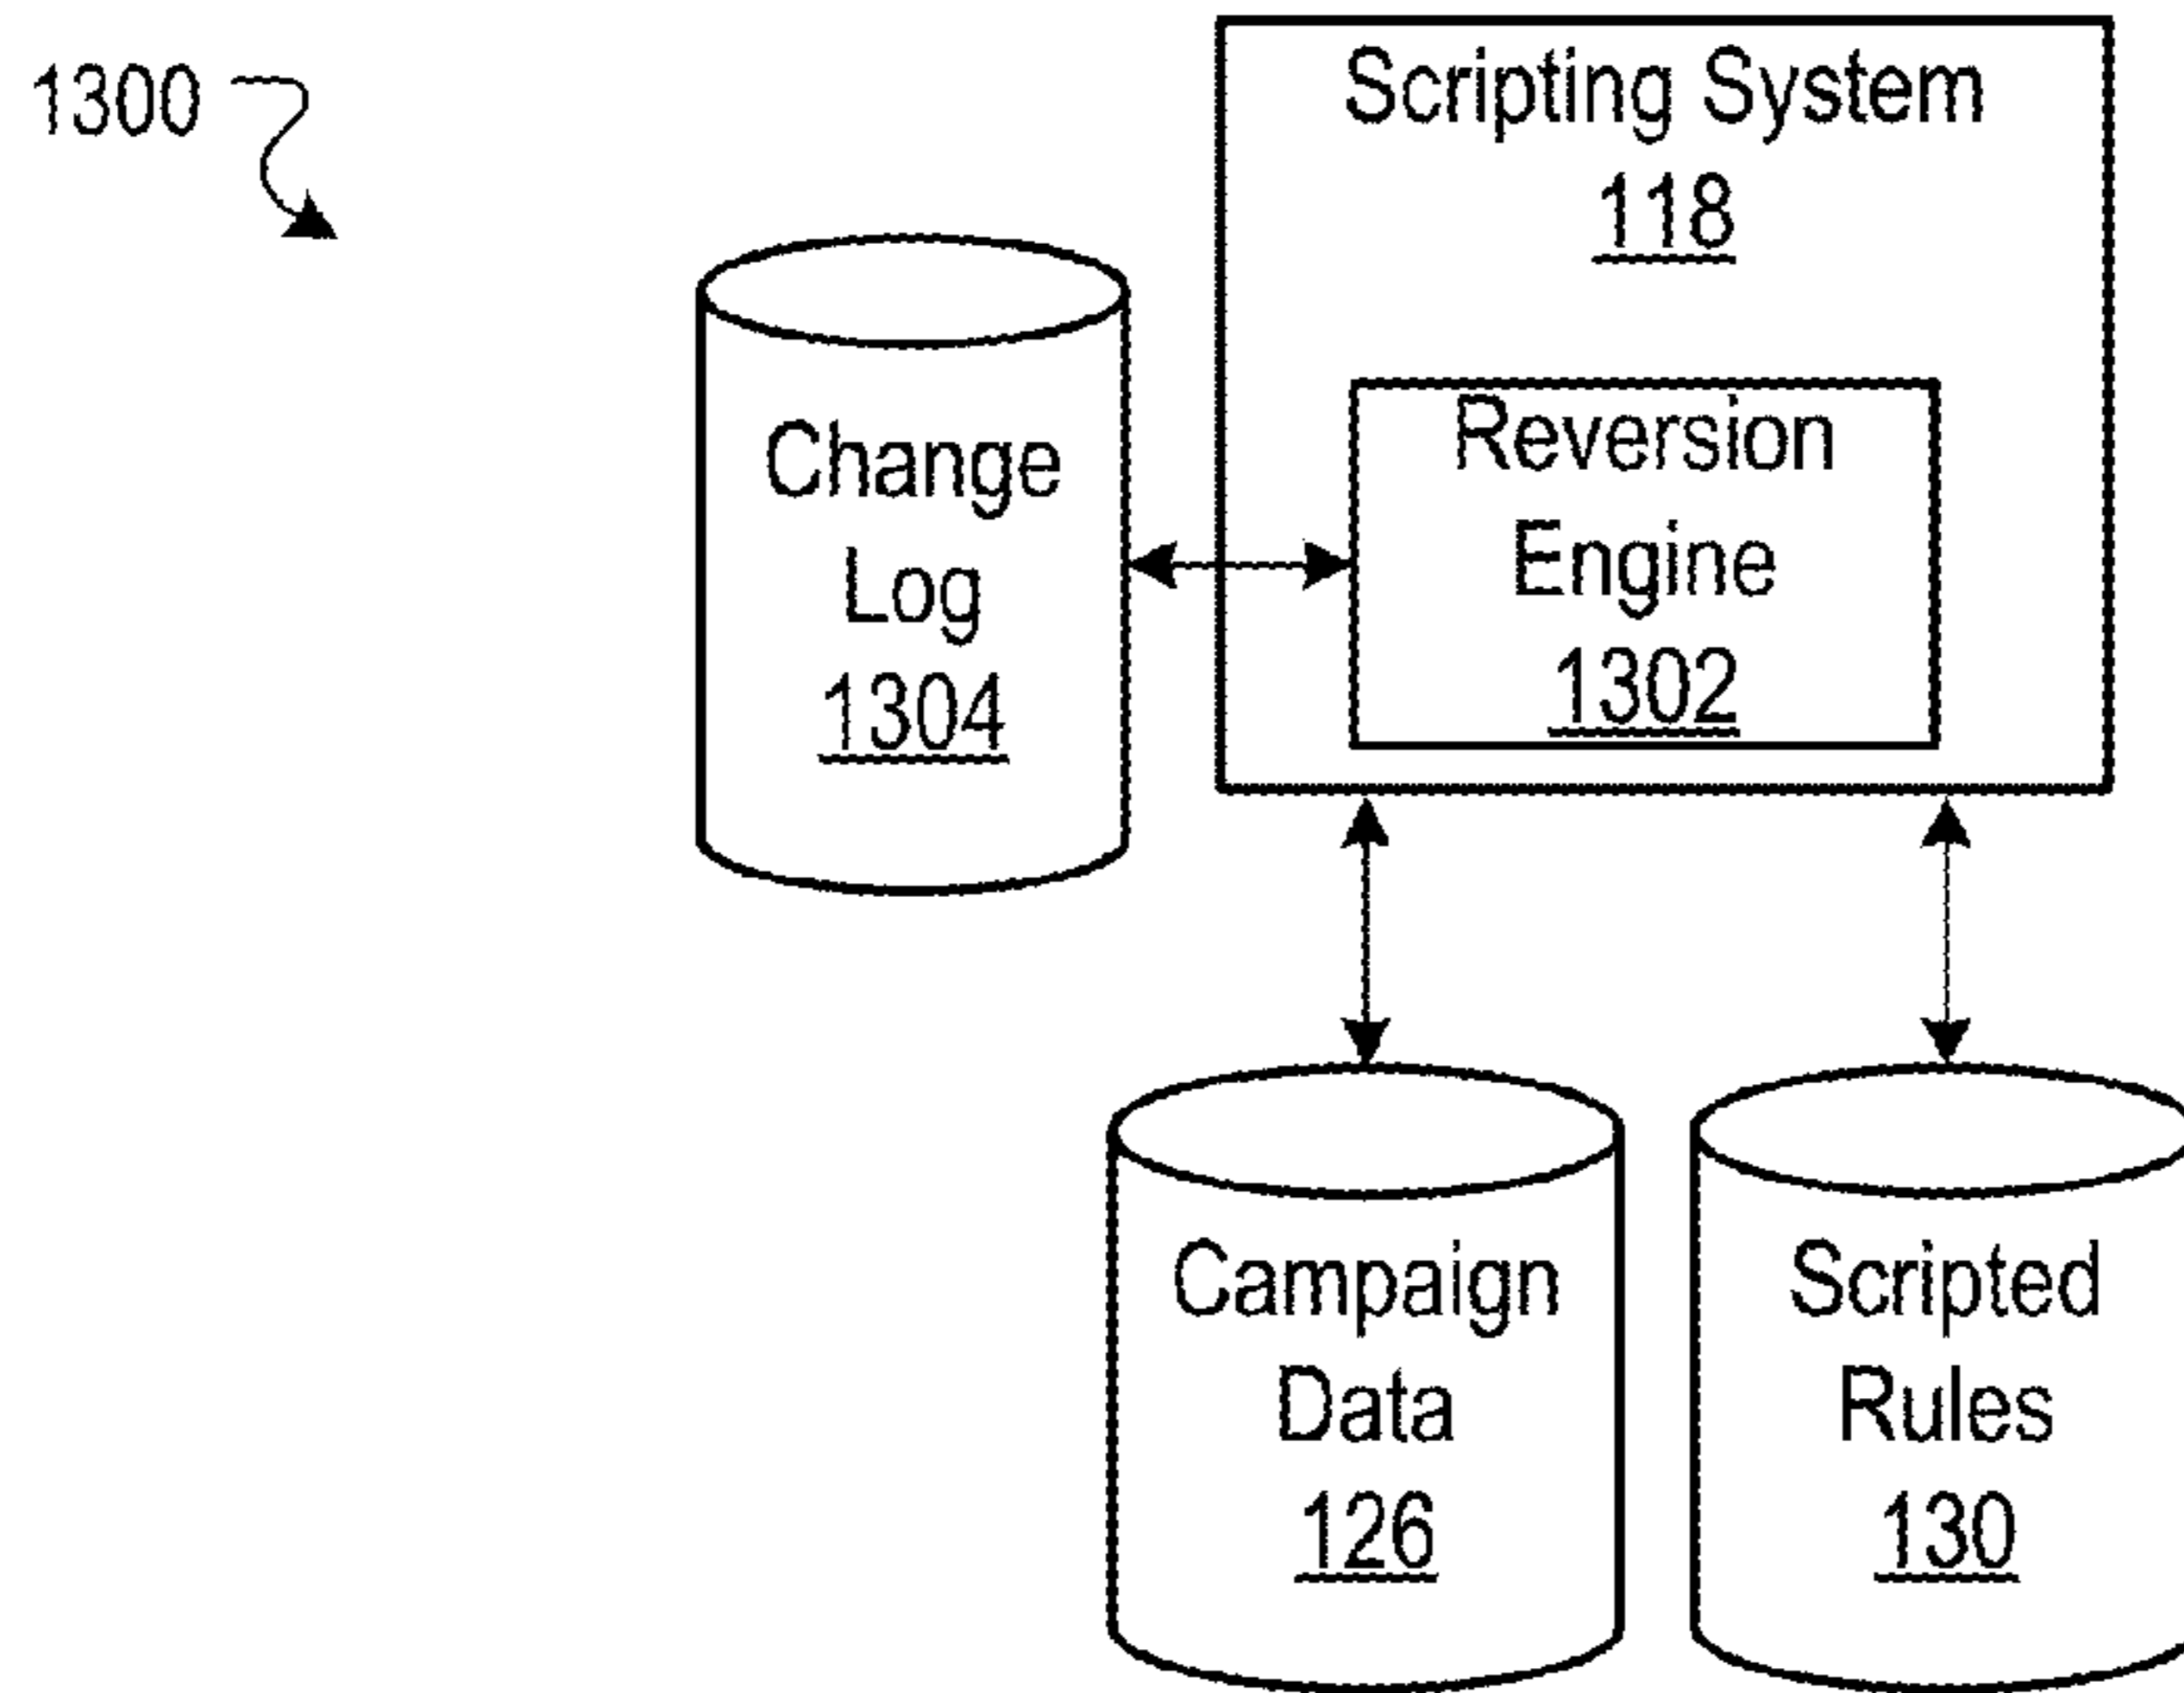 1300
Scripting System
118
Change
Log
1304
Reversion
Engine
1302
Campaign
Data
126
Scripted
Rules
130